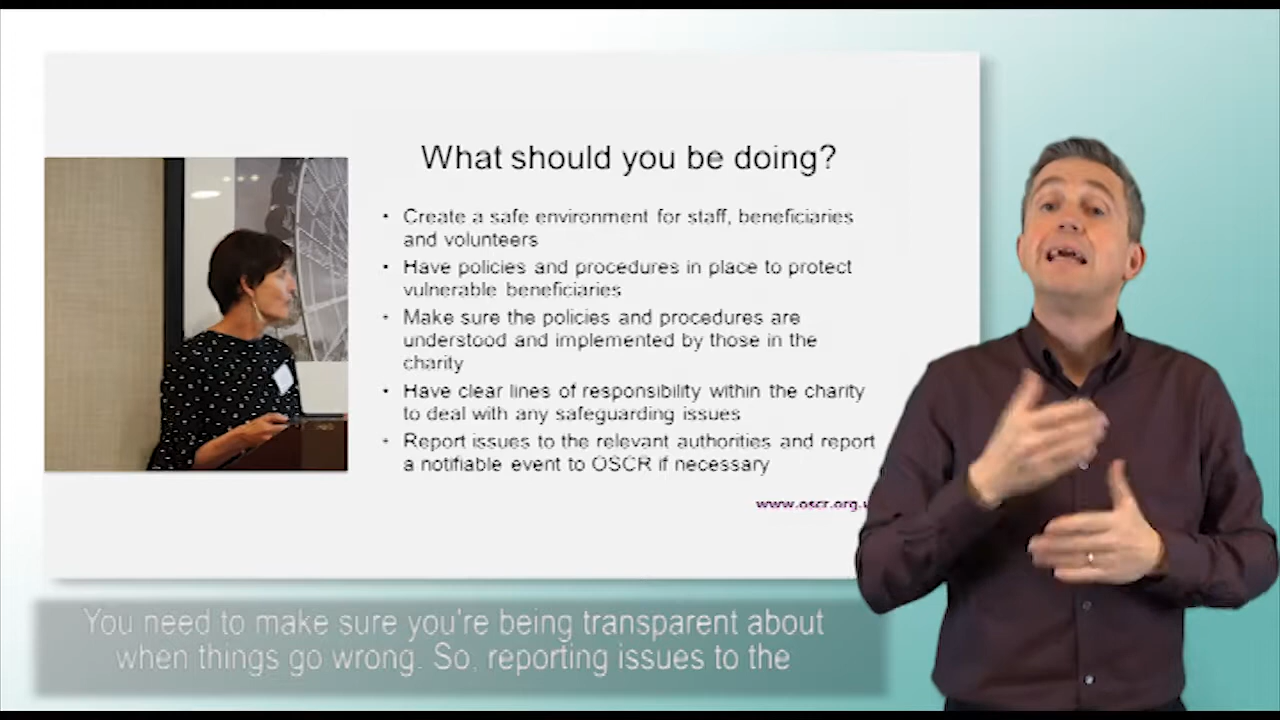 What should you be doing?
• Create a safe environment for staff, beneficiaries
and volunteers
• Have policies and procedures in place to protect
vulnerable beneficiaries
• Make sure the policies and procedures are
understood and implemented by those in the
charity
• Have clear lines of responsibility within the charity
to deal with any safeguarding issues
• Report issues to the relevant authorities and report
a notifiable event to OSCR if necessary
www.oscr.org.u
You need to make sure you're being transparent about
when things go wrong. So, reporting issues to the